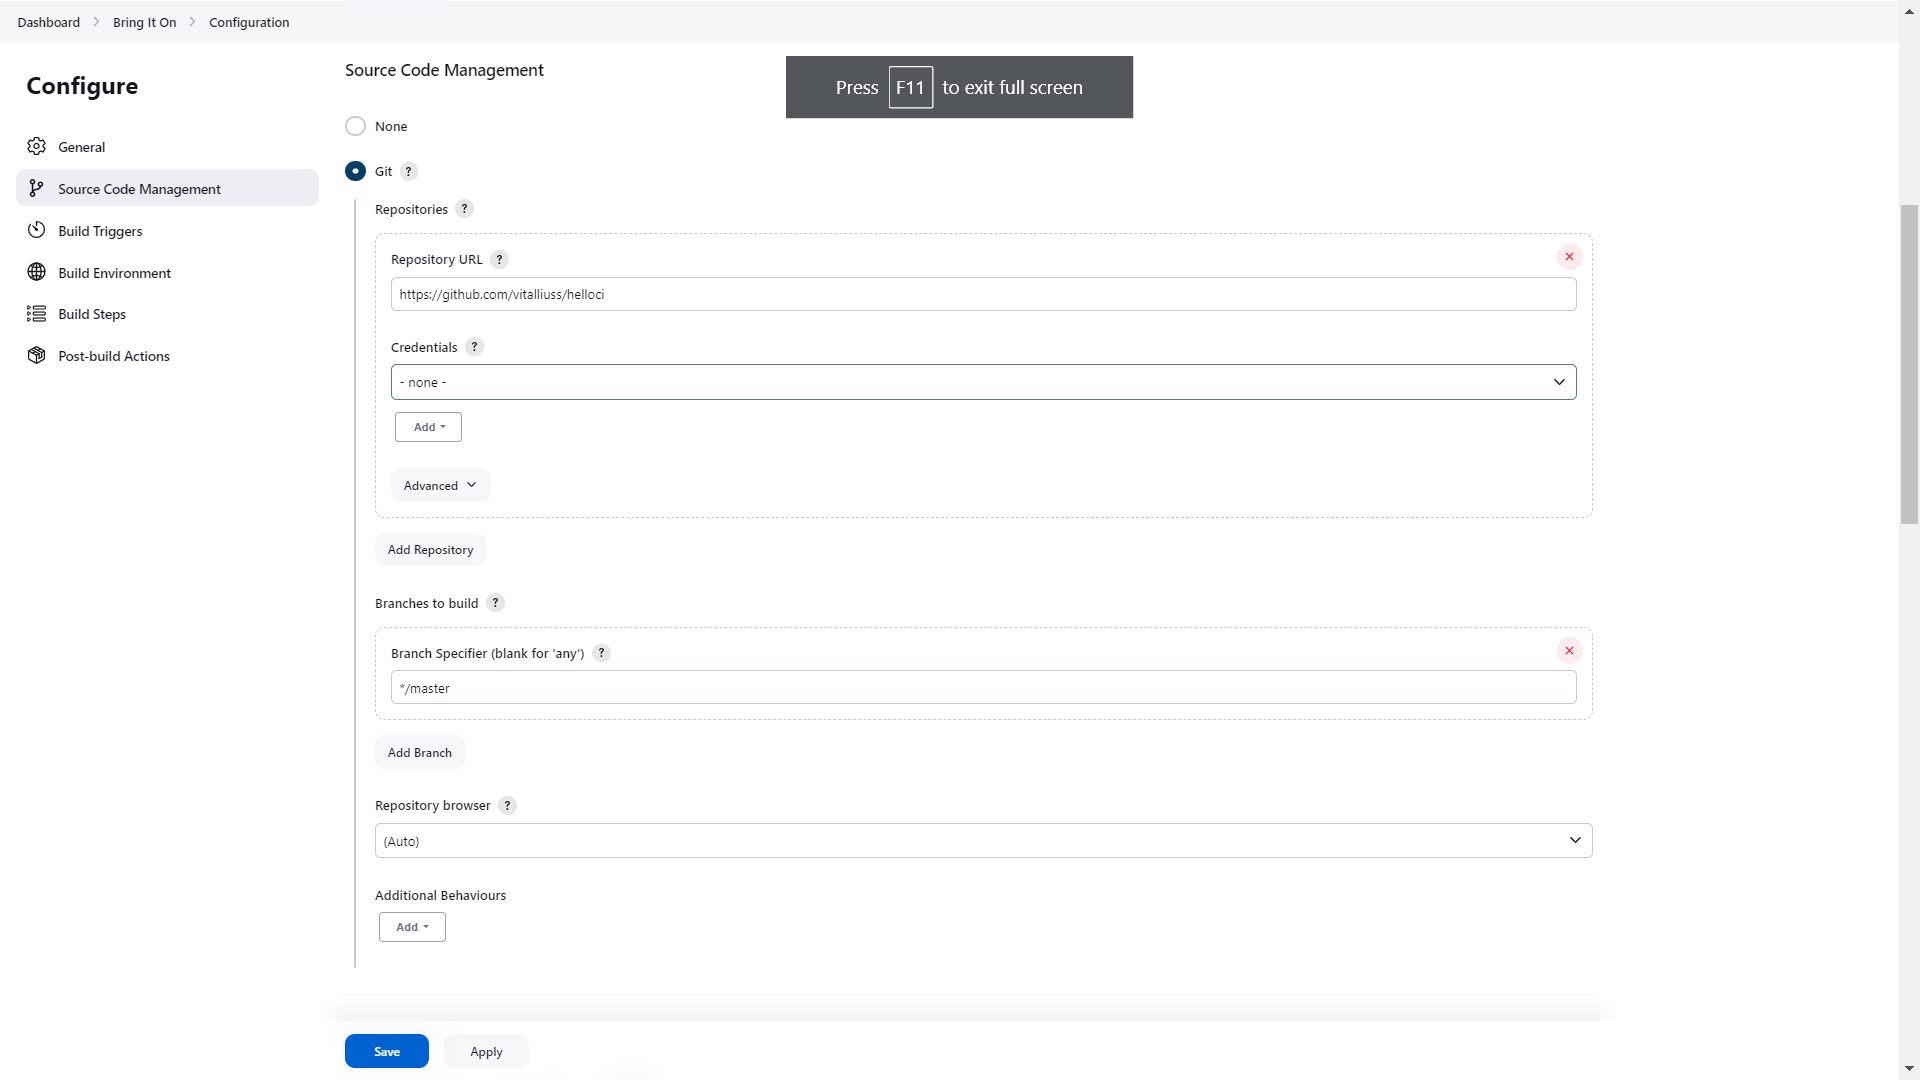 Dashboard > Bring It On > Configuration
Configure
General
Source Code Management
Build Triggers
Build Environment
Build Steps
Post-build Actions
Source Code Management
Press F11 to exit full screen
None
Git ?
Repositories ?
Repository URL ?
https://github.com/vitalliuss/helloci
Credentials ?
- none -
Add
Advanced
Add Repository
Branches to build ?
Branch Specifier (blank for 'any') ?
*/master
Add Branch
Repository browser ?
(Auto)
Additional Behaviours
Add
Save
Apply